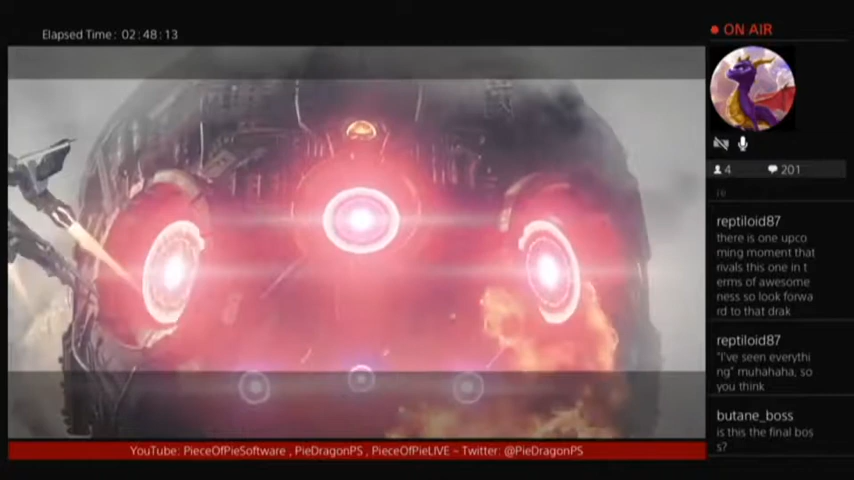 Elapsed Time: 02:48:13
ON AIR
4
201
reptiloid87
there is one upco
ming moment that
rivals this one in t
erms of awesome
ness so look forwa
rd to that drak
reptiloid87
"I've seen everythi
ng" muhahaha, so
you think
butane_boss
is this the final bos
s?
YouTube: PieceOfPieSoftware , PieDragonPS , PieceOfPieLIVE ~ Twitter: @PieDragonPS